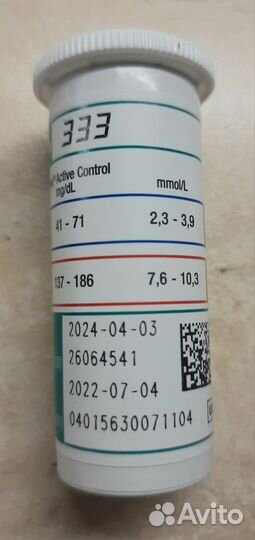 333
Active Control
mg/dL mmol/L
41 - 71 2,3 - 3,9
137 - 186 7,6 - 10,3
2024-04-03
26064541
2022-07-04
04015630071104
Avito